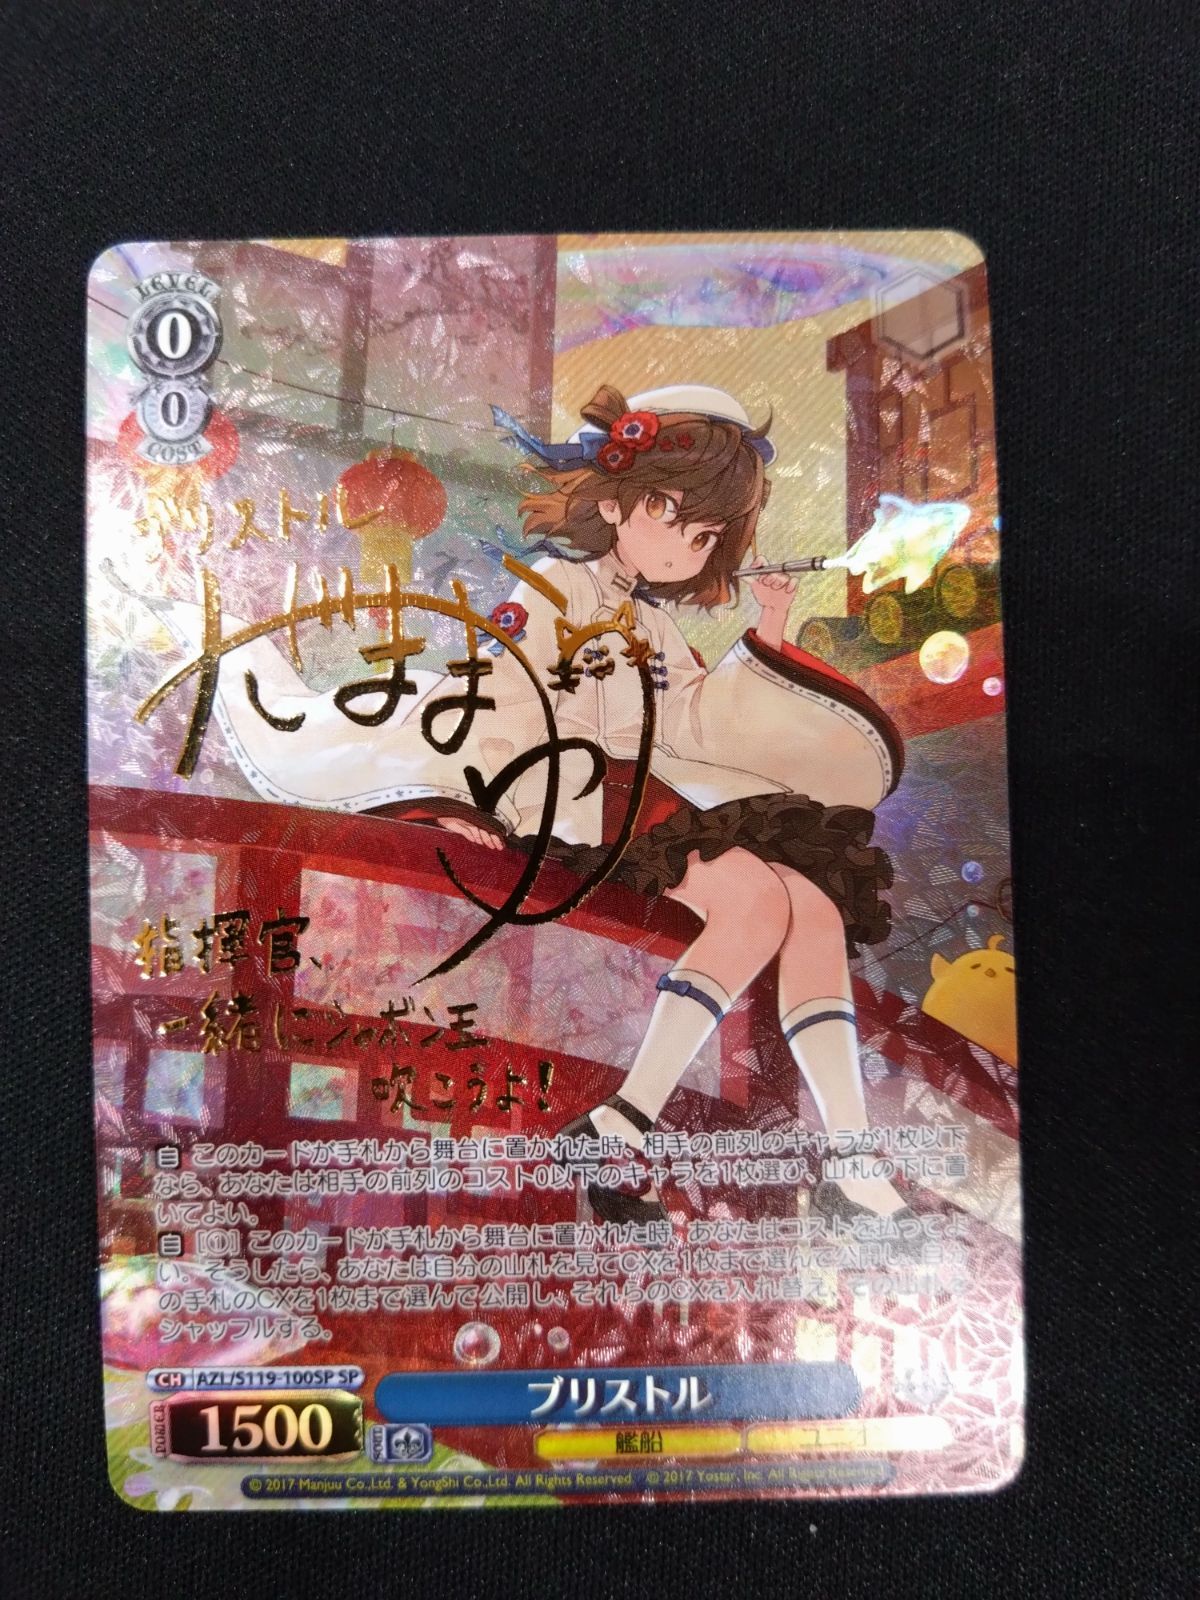 LEVEL
0
0
COST
ブリストル
指揮官、
一緒にシャボン玉
吹こうよ!
自 このカードが手札から舞台に置かれた時、相手の前列のキャラが1枚以下
なら、あなたは相手の前列のコスト0以下のキャラを1枚選び、山札の下に置
いてよい。
自 [①] このカードが手札から舞台に置かれた時、あなたはコストを払ってよ
い。そうしたら、あなたは自分の山札を見てCXを1枚まで選んで公開し、自分
の手札のCXを1枚まで選んで公開し、それらのCXを入れ替え、その山札を
シャッフルする。
CH AZL/S119-100SP SP
ブリストル
POWER 1500 SOUL
艦船
© 2017 Manjuu Co.,Ltd. & YongShi Co.,Ltd. All Rights Reserved. © 2017 Yostar, Inc. All Rights Reserved.